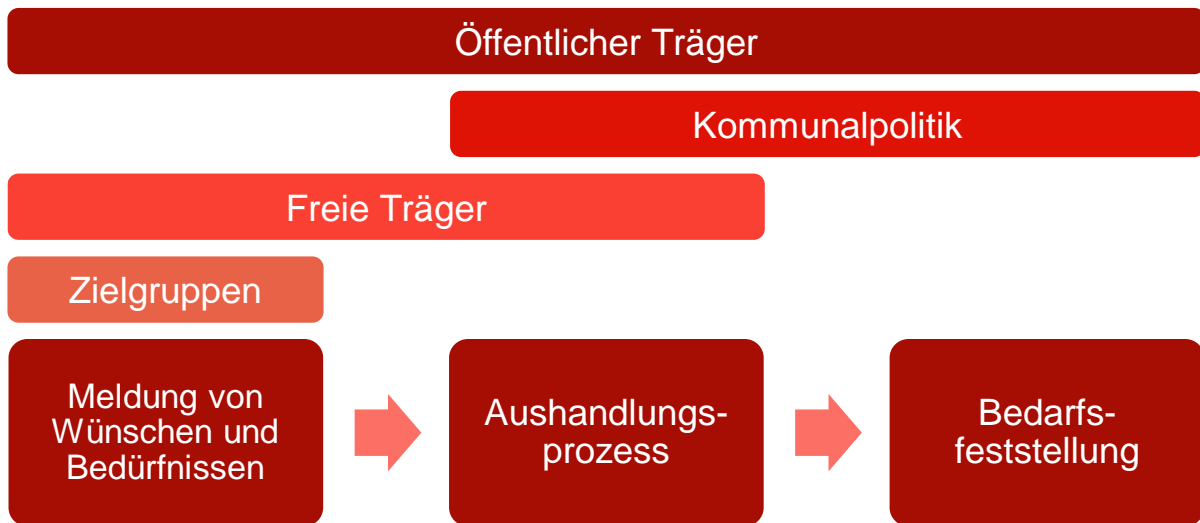 Öffentlicher Träger
Kommunalpolitik
Freie Träger
Zielgruppen
Meldung von
Wünschen und
Bedürfnissen
Aushandlungs-
prozess
Bedarfs-
feststellung